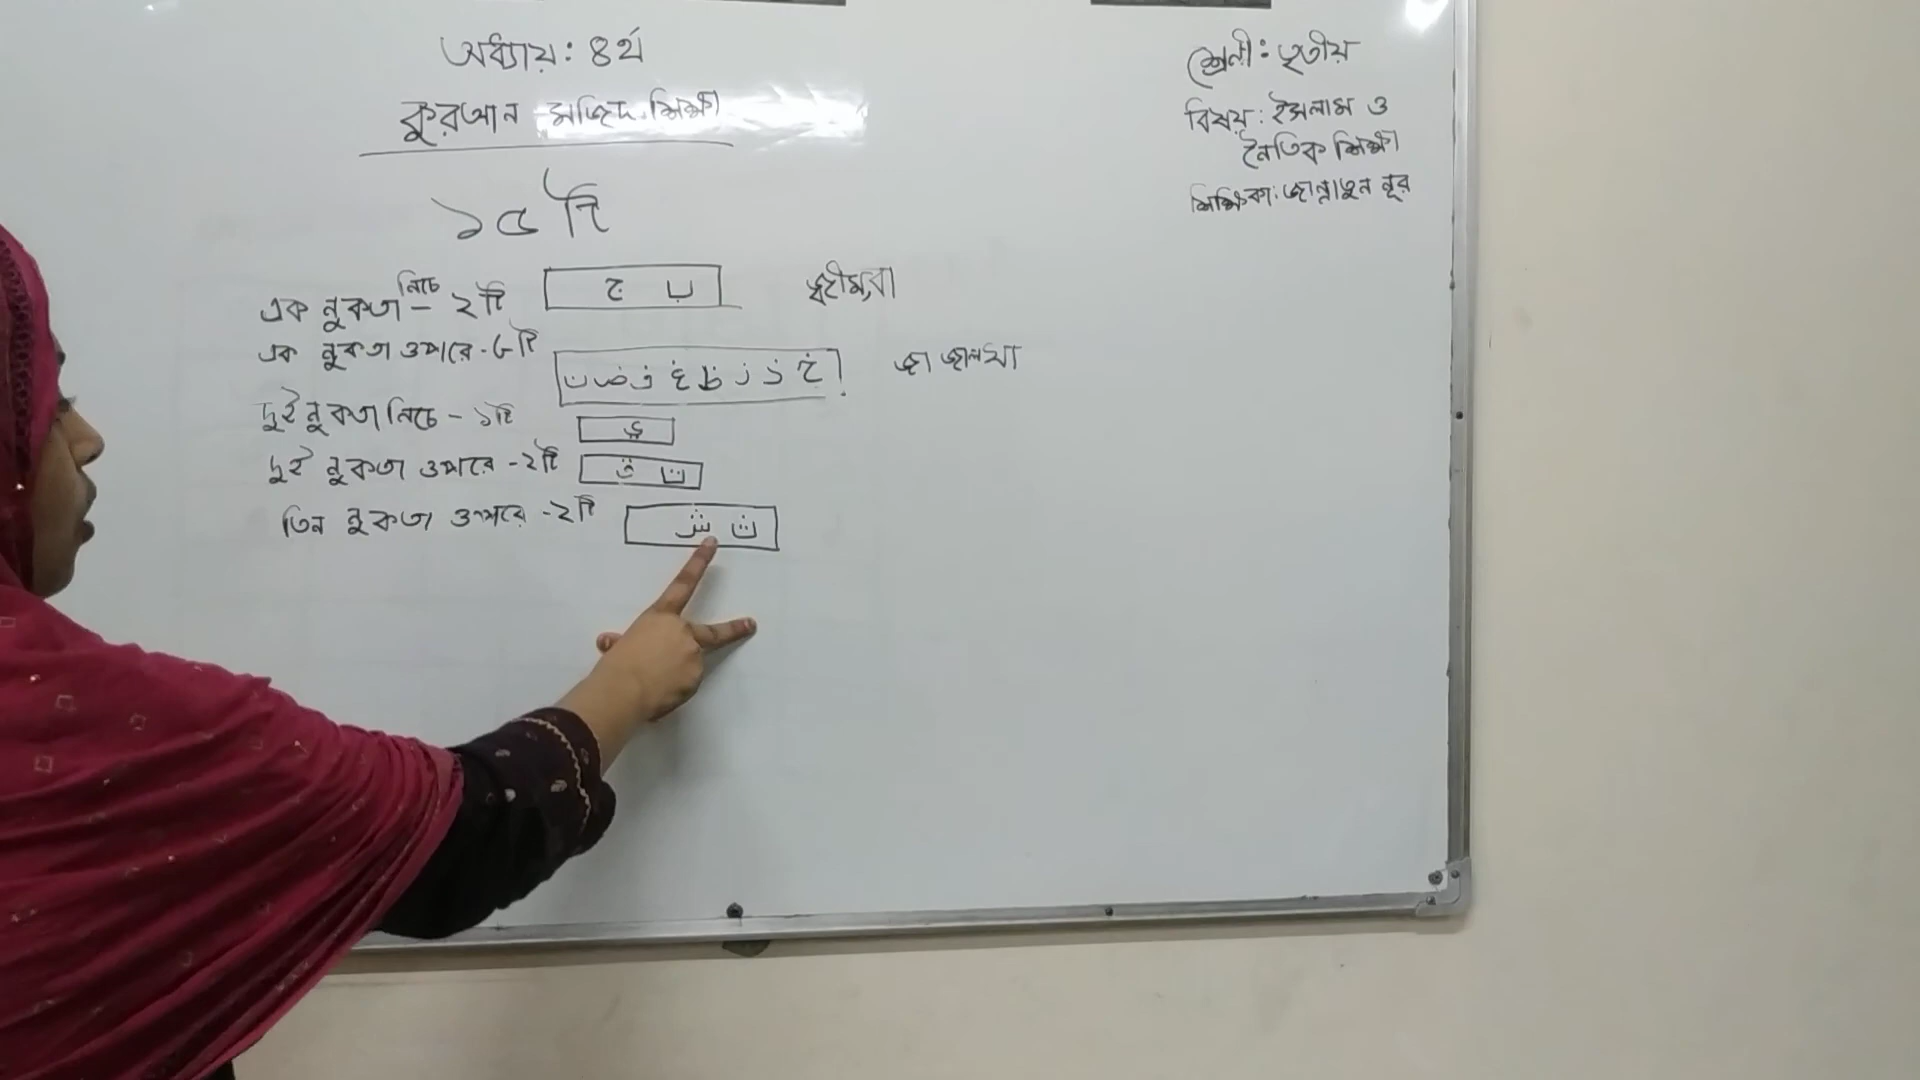 অধ্যায়: ৪র্থ
কুরআন মজিদ শিক্ষা
১৫টি
এক নুকতা নিচে – ২টি ب ج
এক নুকতা ওপরে - ৮টি خ ذ ز ظ غ ف ض ن
দুই নুকতা নিচে – ১টি ي
দুই নুকতা ওপরে - ২টি ت ق
তিন নুকতা ওপরে - ২টি ث ش
জীম, বা
জা জাল খা
শ্রেনী: তৃতীয়
বিষয়: ইসলাম ও
নৈতিক শিক্ষা
শিক্ষিকা: জান্নাতুন নূর